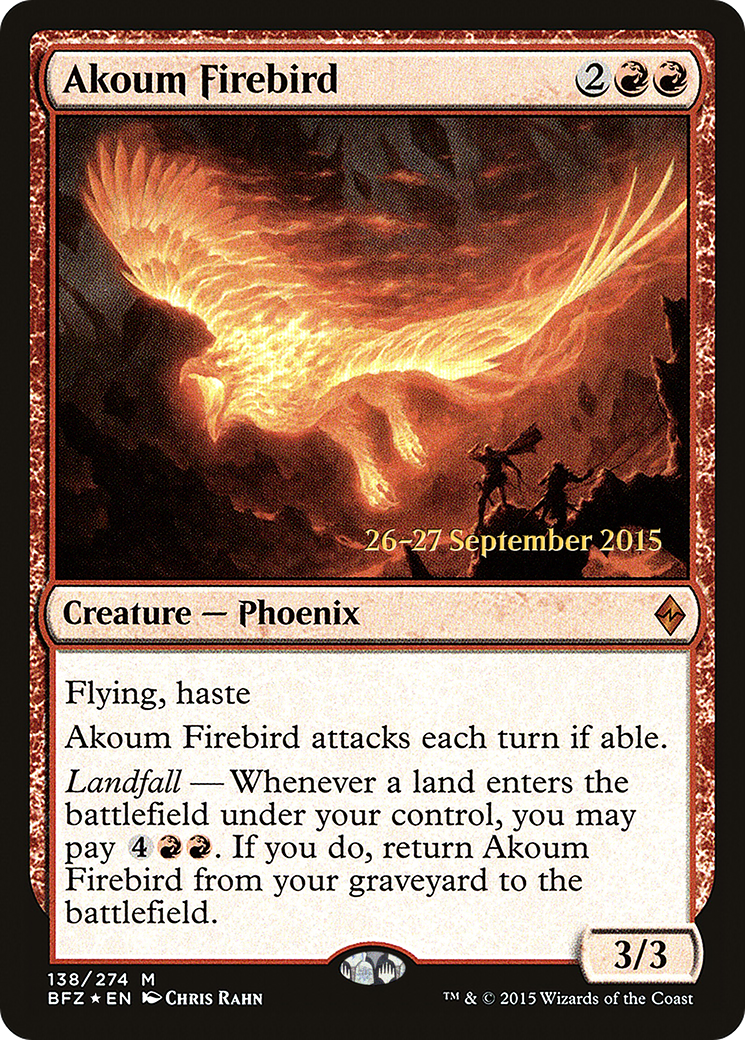 Akoum Firebird 2
26–27 September 2015
Creature — Phoenix
Flying, haste
Akoum Firebird attacks each turn if able.
Landfall — Whenever a land enters the
battlefield under your control, you may
pay 4. If you do, return Akoum
Firebird from your graveyard to the
battlefield.
3/3
138/274 M
BFZ ★ EN Chris Rahn
™ & © 2015 Wizards of the Coast